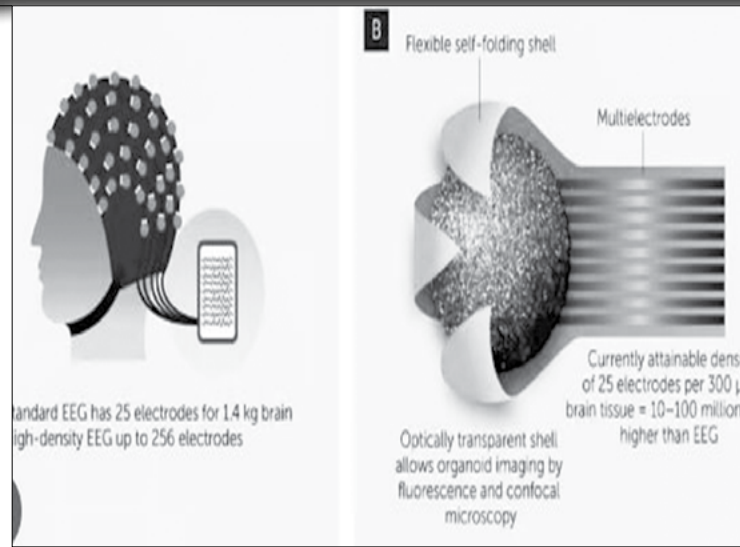 tandard EEG has 25 electrodes for 1.4 kg brain
igh-density EEG up to 256 electrodes
B
Flexible self-folding shell
Multielectrodes
Currently attainable dens
of 25 electrodes per 300 µ
brain tissue = 10–100 million
higher than EEG
Optically transparent shell
allows organoid imaging by
fluorescence and confocal
microscopy